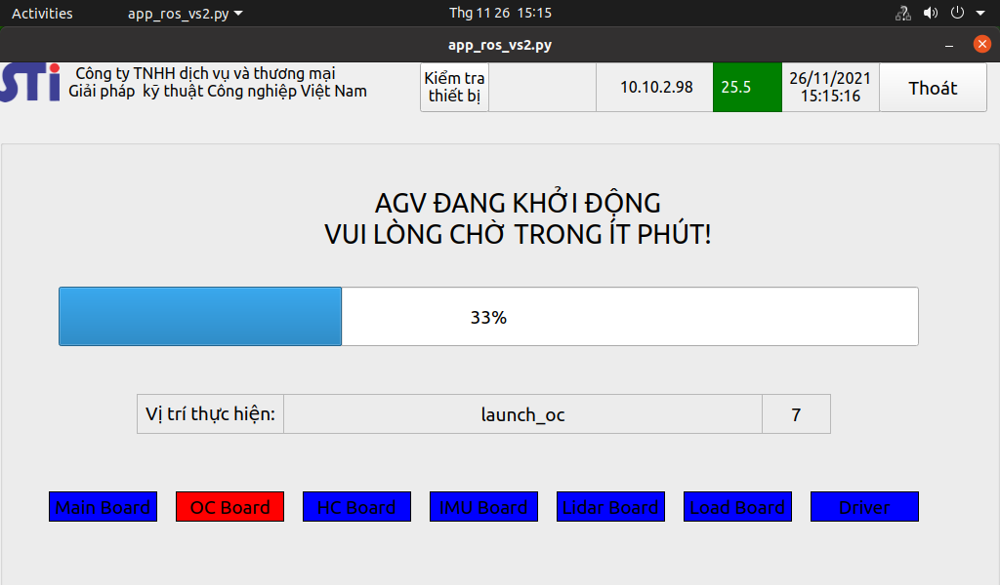 Activities
app_ros_vs2.py
Thg 11 26 15:15
app_ros_vs2.py
STi
Công ty TNHH dịch vụ và thương mại
Giải pháp kỹ thuật Công nghiệp Việt Nam
Kiểm tra
thiết bị
10.10.2.98
25.5
26/11/2021
15:15:16
Thoát
AGV ĐANG KHỞI ĐỘNG
VUI LÒNG CHỜ TRONG ÍT PHÚT!
33%
Vị trí thực hiện:
launch_oc
7
Main Board
OC Board
HC Board
IMU Board
Lidar Board
Load Board
Driver